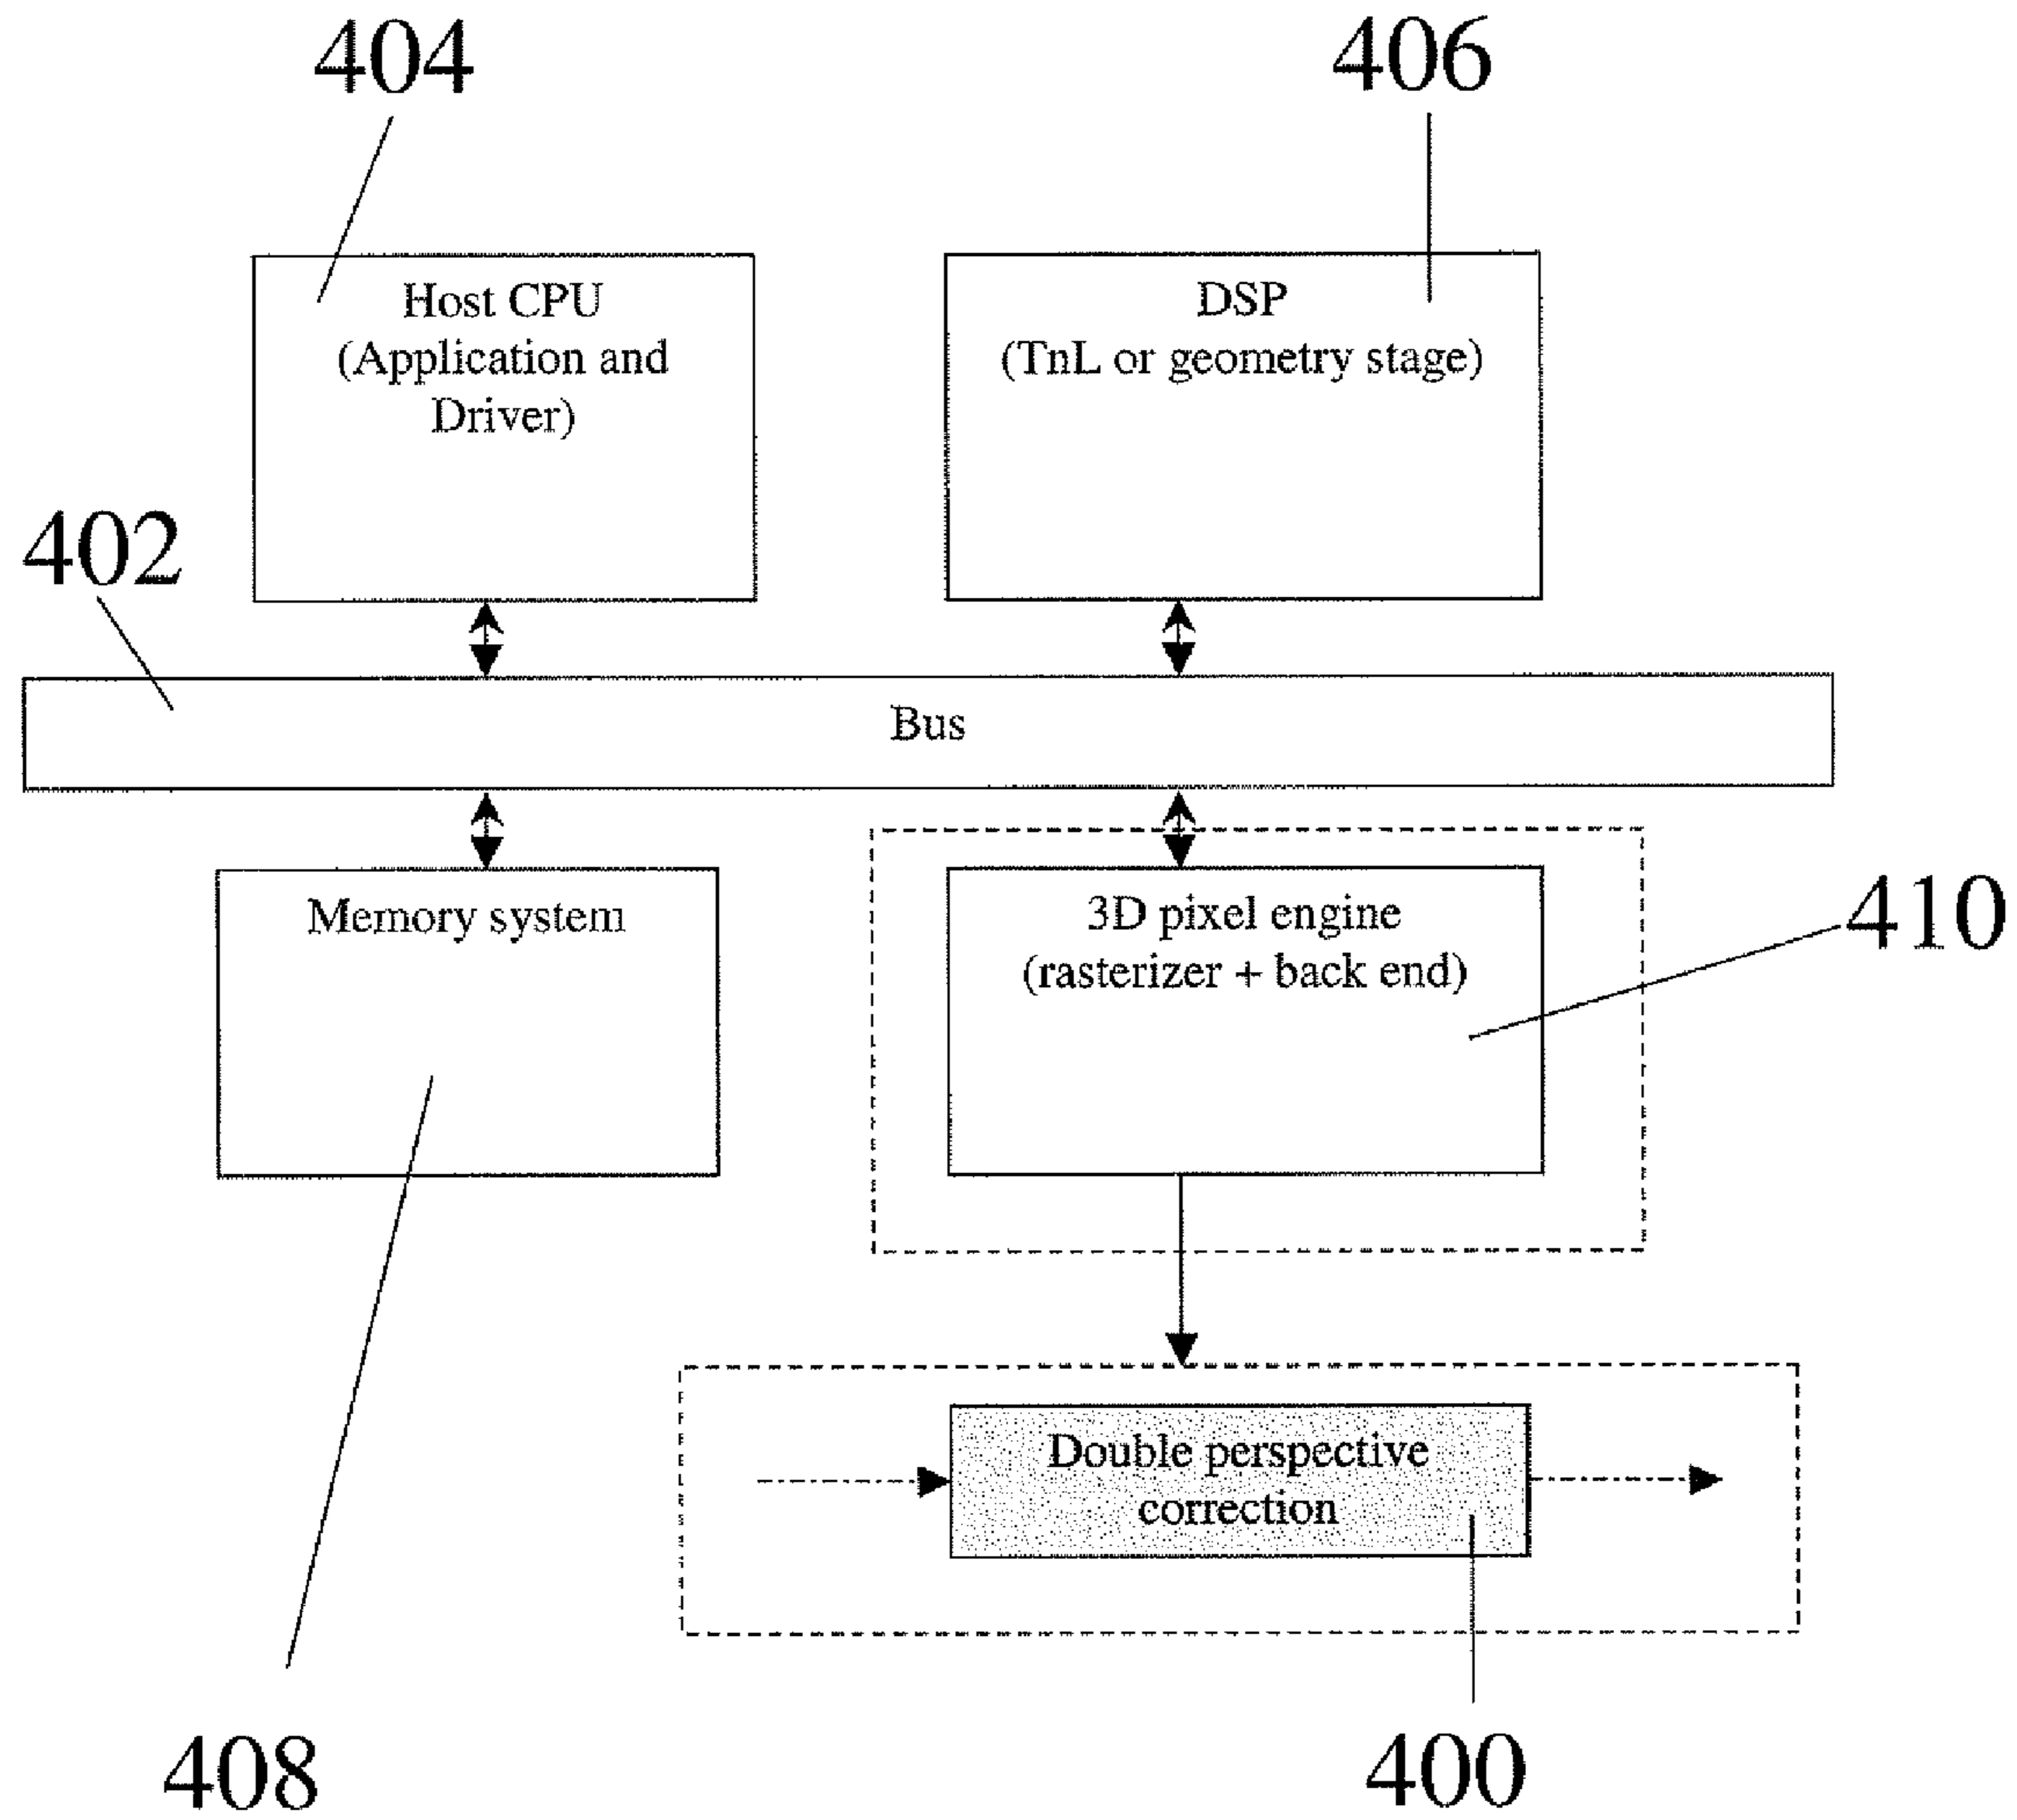 404
406
Host CPU
(Application and
Driver)
DSP
(TnL or geometry stage)
402
Bus
Memory system
3D pixel engine
(rasterizer + back end)
410
Double perspective
correction
408
400